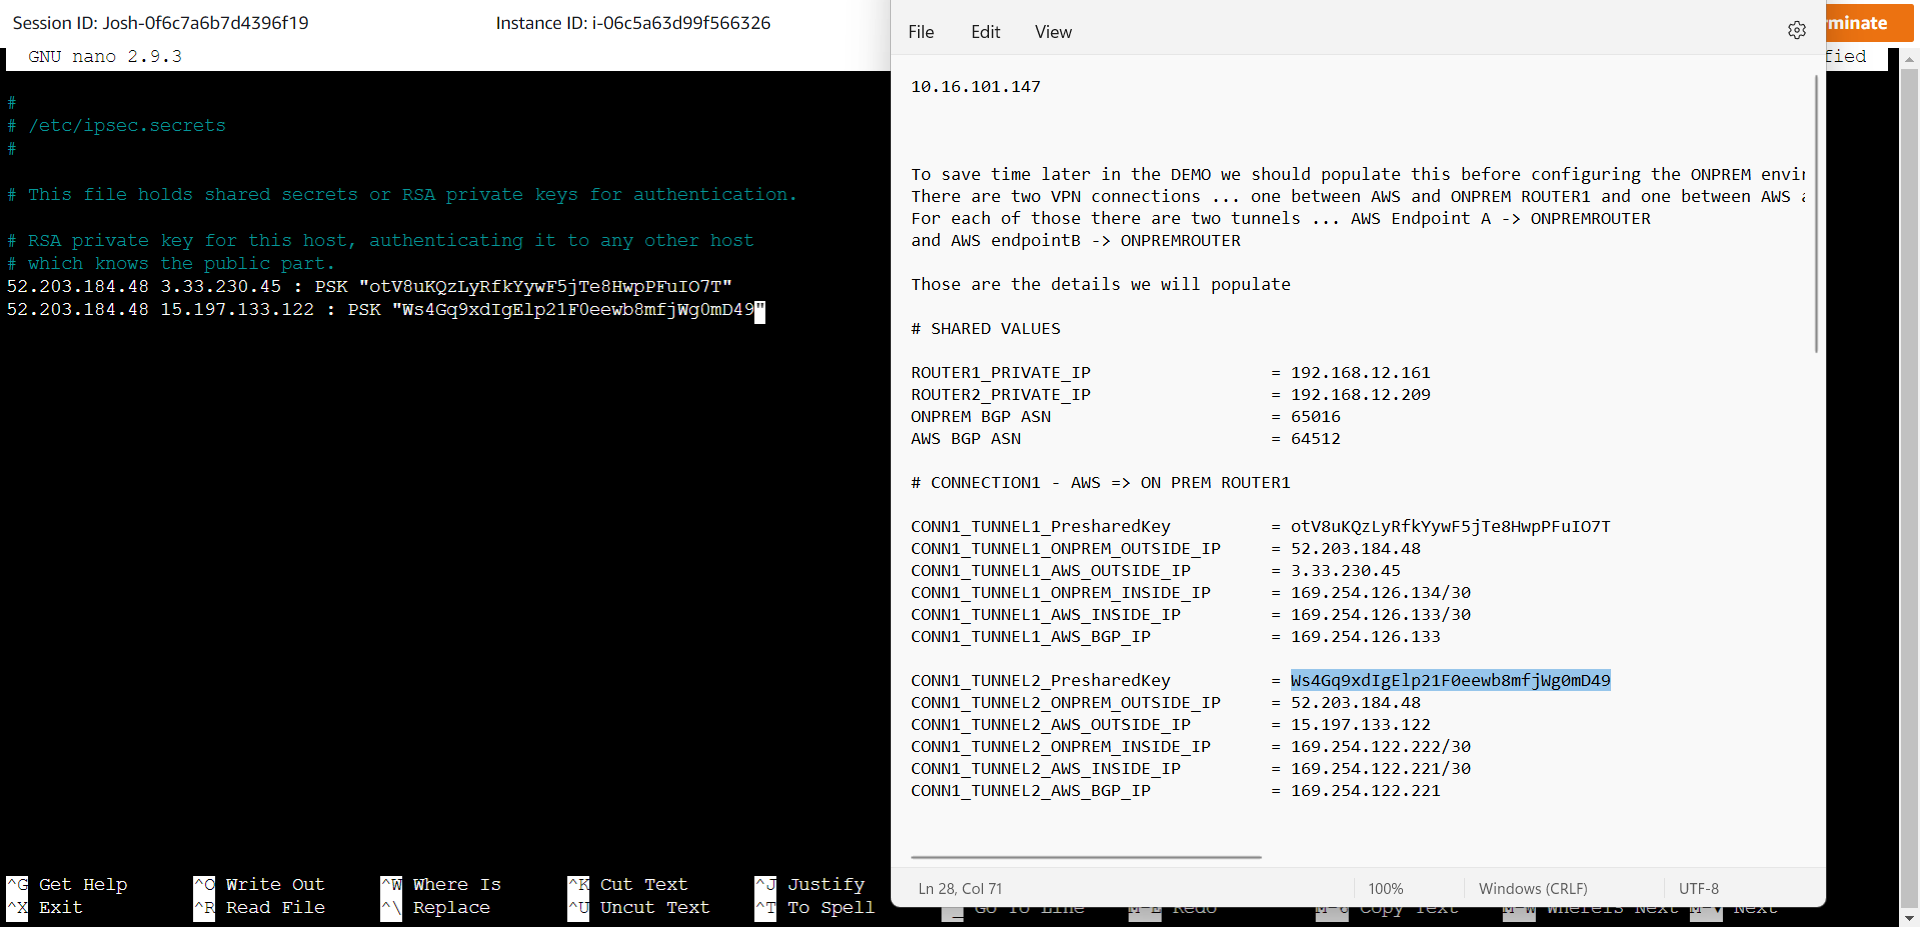 Session ID: Josh-0f6c7a6b7d4396f19
Instance ID: i-06c5a63d99f566326
GNU nano 2.9.3
#
# /etc/ipsec.secrets
#
# This file holds shared secrets or RSA private keys for authentication.
# RSA private key for this host, authenticating it to any other host
# which knows the public part.
52.203.184.48 3.33.230.45 : PSK "otV8uKQzLyRfkYywF5jTe8HwpPFuIO7T"
52.203.184.48 15.197.133.122 : PSK "Ws4Gq9xdIgElp21F0eewb8mfjWg0mD49"
^G Get Help ^O Write Out ^W Where Is ^K Cut Text ^J Justify
^X Exit ^R Read File ^\ Replace ^U Uncut Text ^T To Spell ^_ Go To Line M-E Redo M-6 Copy Text M-W WhereIs Next Next
File Edit View
10.16.101.147
To save time later in the DEMO we should populate this before configuring the ONPREM
There are two VPN connections ... one between AWS and ONPREM ROUTER1 and one between AWS
For each of those there are two tunnels ... AWS Endpoint A -> ONPREMROUTER
and AWS endpointB -> ONPREMROUTER
Those are the details we will populate
# SHARED VALUES
ROUTER1_PRIVATE_IP = 192.168.12.161
ROUTER2_PRIVATE_IP = 192.168.12.209
ONPREM BGP ASN = 65016
AWS BGP ASN = 64512
# CONNECTION1 - AWS => ON PREM ROUTER1
CONN1_TUNNEL1_PresharedKey = otV8uKQzLyRfkYywF5jTe8HwpPFuIO7T
CONN1_TUNNEL1_ONPREM_OUTSIDE_IP = 52.203.184.48
CONN1_TUNNEL1_AWS_OUTSIDE_IP = 3.33.230.45
CONN1_TUNNEL1_ONPREM_INSIDE_IP = 169.254.126.134/30
CONN1_TUNNEL1_AWS_INSIDE_IP = 169.254.126.133/30
CONN1_TUNNEL1_AWS_BGP_IP = 169.254.126.133
CONN1_TUNNEL2_PresharedKey = Ws4Gq9xdIgElp21F0eewb8mfjWg0mD49
CONN1_TUNNEL2_ONPREM_OUTSIDE_IP = 52.203.184.48
CONN1_TUNNEL2_AWS_OUTSIDE_IP = 15.197.133.122
CONN1_TUNNEL2_ONPREM_INSIDE_IP = 169.254.122.222/30
CONN1_TUNNEL2_AWS_INSIDE_IP = 169.254.122.221/30
CONN1_TUNNEL2_AWS_BGP_IP = 169.254.122.221
Ln 28, Col 71 100% Windows (CRLF) UTF-8